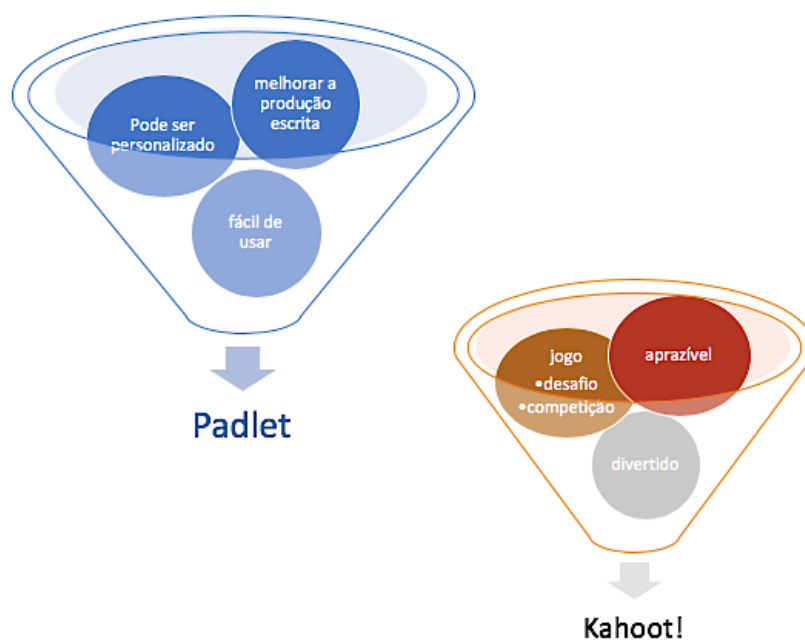 melhorar a
produção
escrita
Pode ser
personalizado
fácil de
usar
Padlet
jogo
•desafio
•competição
aprazível
divertido
Kahoot!